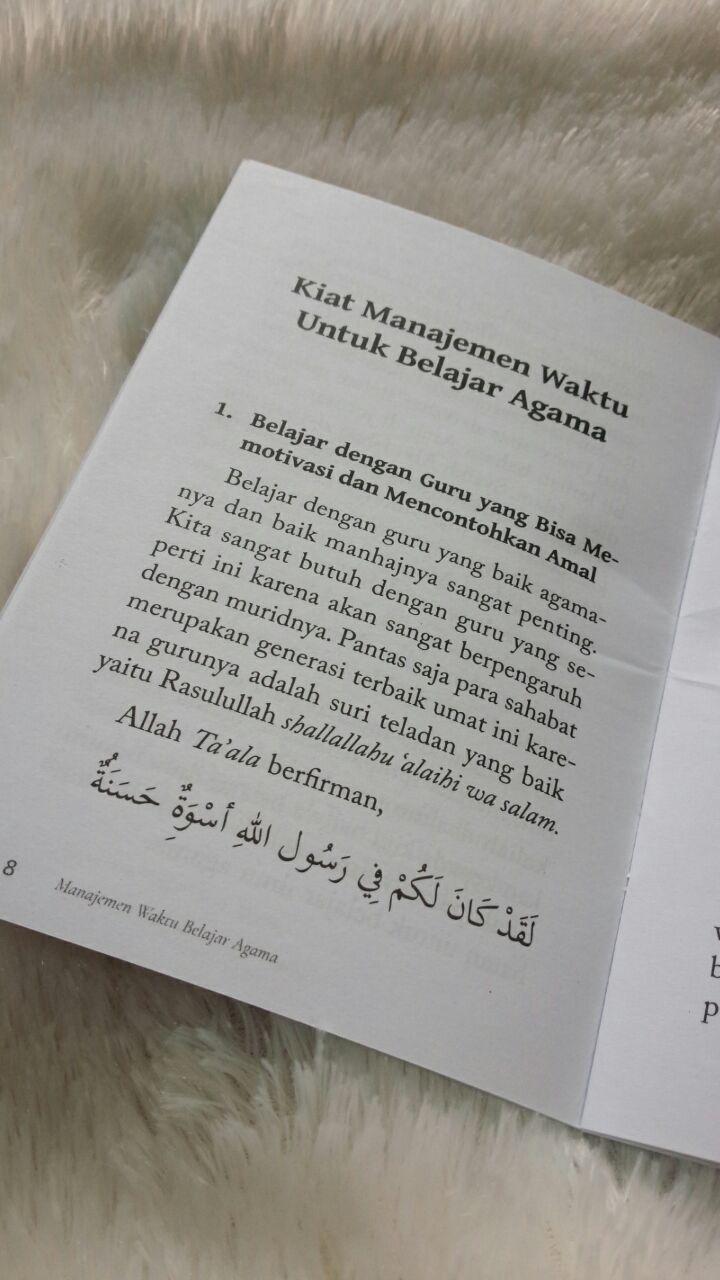 Kiat Manajemen Waktu
Untuk Belajar Agama
1. Belajar dengan Guru yang Bisa Me-
motivasi dan Mencontohkan Amal
Belajar dengan guru yang baik agama-
nya dan baik manhajnya sangat penting.
Kita sangat butuh dengan guru yang se-
perti ini karena akan sangat berpengaruh
dengan muridnya. Pantas saja para sahabat
merupakan generasi terbaik umat ini kare-
na gurunya adalah suri teladan yang baik
yaitu Rasulullah shallallahu 'alaihi wa salam.
Allah Ta'ala berfirman,
لَقَدْ كَانَ لَكُمْ فِي رَسُول اللهِ أسْوَةٌ حَسَنَةٌ
8
Manajemen Waktu Belajar Agama